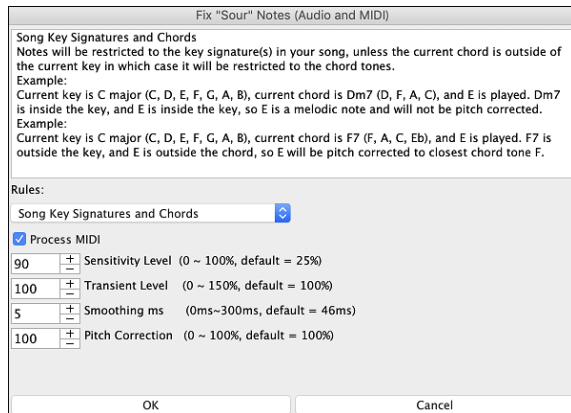 Fix "Sour" Notes (Audio and MIDI)
Song Key Signatures and Chords
Notes will be restricted to the key signature(s) in your song, unless the current chord is outside of
the current key in which case it will be restricted to the chord tones.
Example:
Current key is C major (C, D, E, F, G, A, B), current chord is Dm7 (D, F, A, C), and E is played. Dm7
is inside the key, and E is inside the key, so E is a melodic note and will not be pitch corrected.
Example:
Current key is C major (C, D, E, F, G, A, B), current chord is F7 (F, A, C, Eb), and E is played. F7 is
outside the key, and E is outside the chord, so E will be pitch corrected to closest chord tone F.
Rules:
Song Key Signatures and Chords
Process MIDI
90 + − Sensitivity Level (0 ~ 100%, default = 25%)
100 + − Transient Level (0 ~ 150%, default = 100%)
5 + − Smoothing ms (0ms~300ms, default = 46ms)
100 + − Pitch Correction (0 ~ 100%, default = 100%)
OK Cancel